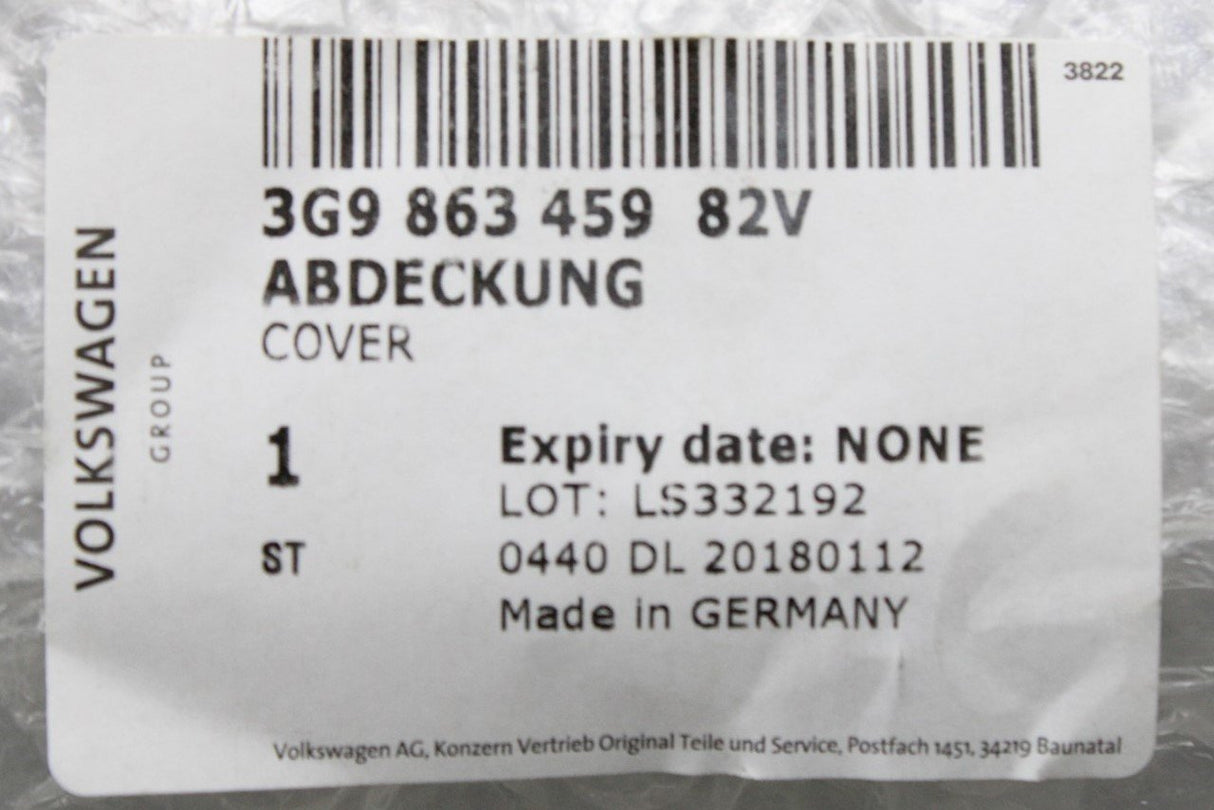 3822
VOLKSWAGEN
GROUP
3G9 863 459 82V
ABDECKUNG
COVER
1
Expiry date: NONE
LOT: LS332192
ST
0440 DL 20180112
Made in GERMANY
Volkswagen AG, Konzern Vertrieb Original Teile und Service, Postfach 1451, 34219 Baunatal